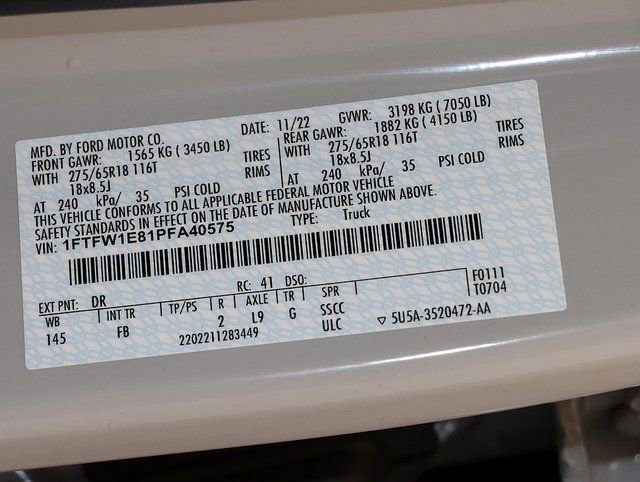 MFD. BY FORD MOTOR CO.
DATE: 11/22 GVWR: 3198 KG ( 7050 LB)
FRONT GAWR: 1565 KG ( 3450 LB) REAR GAWR: 1882 KG ( 4150 LB)
WITH 275/65R18 116T TIRES WITH 275/65R18 116T TIRES
18x8.5J RIMS 18x8.5J RIMS
AT 240 kPa/ 35 PSI COLD AT 240 kPa/ 35 PSI COLD
THIS VEHICLE CONFORMS TO ALL APPLICABLE FEDERAL MOTOR VEHICLE
SAFETY STANDARDS IN EFFECT ON THE DATE OF MANUFACTURE SHOWN ABOVE.
VIN: 1FTFW1E81PFA40575 TYPE: Truck
EXT PNT: DR RC: 41 DSO: F0111
WB INT TR TP/PS R AXLE TR SPR T0704
145 FB 2 L9 G SSCC
2202211283449 ULC ▽ 5U5A-3520472-AA